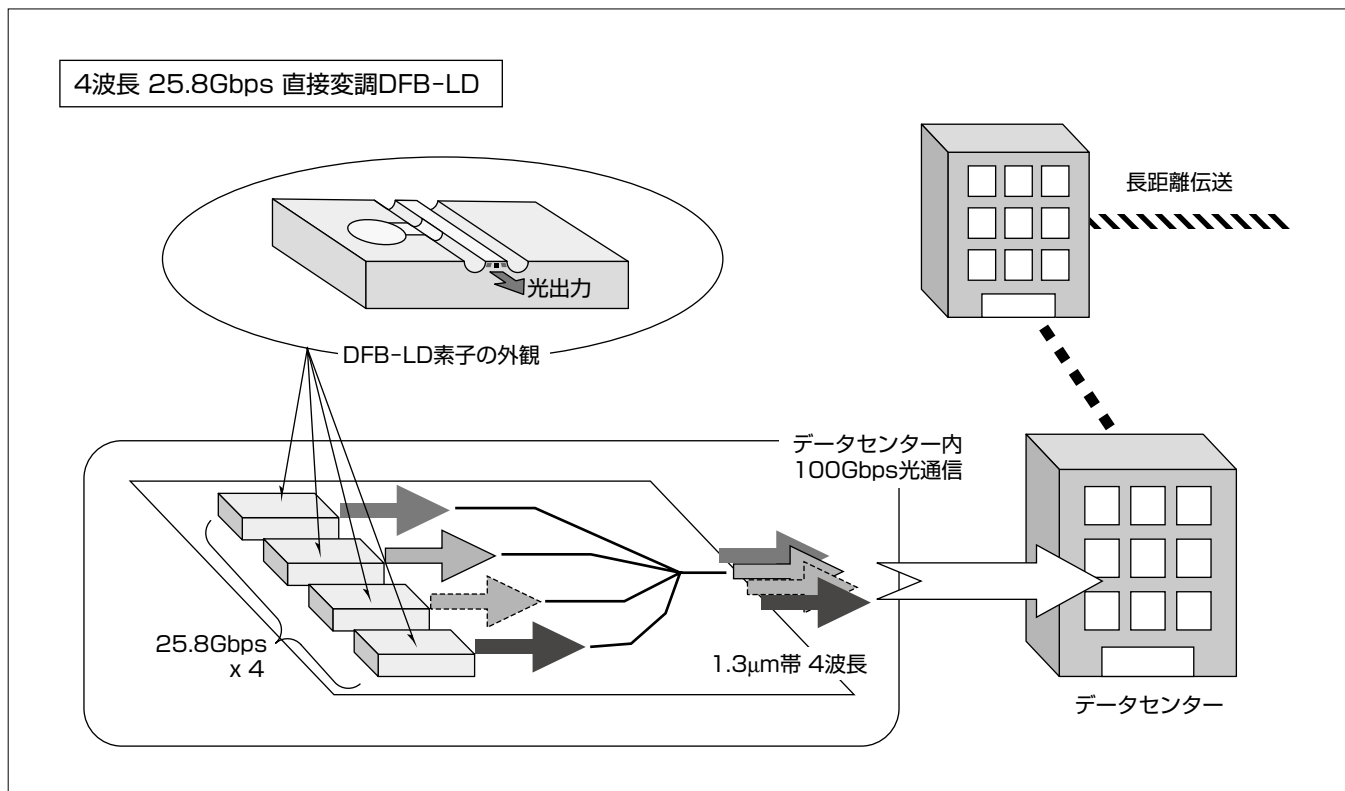 4波長 25.8Gbps 直接変調DFB-LD
長距離伝送
光出力
DFB-LD素子の外観
データセンター内
100Gbps光通信
25.8Gbps
x 4
1.3μm帯 4波長
データセンター